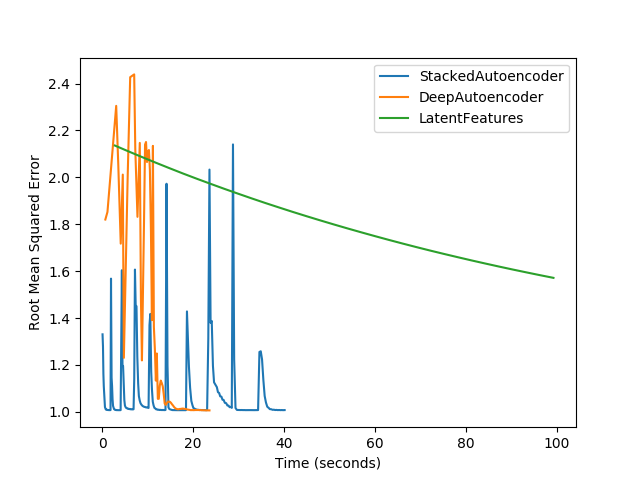 StackedAutoencoder
DeepAutoencoder
LatentFeatures
Root Mean Squared Error
2.4
2.2
2.0
1.8
1.6
1.4
1.2
1.0
0 20 40 60 80 100
Time (seconds)